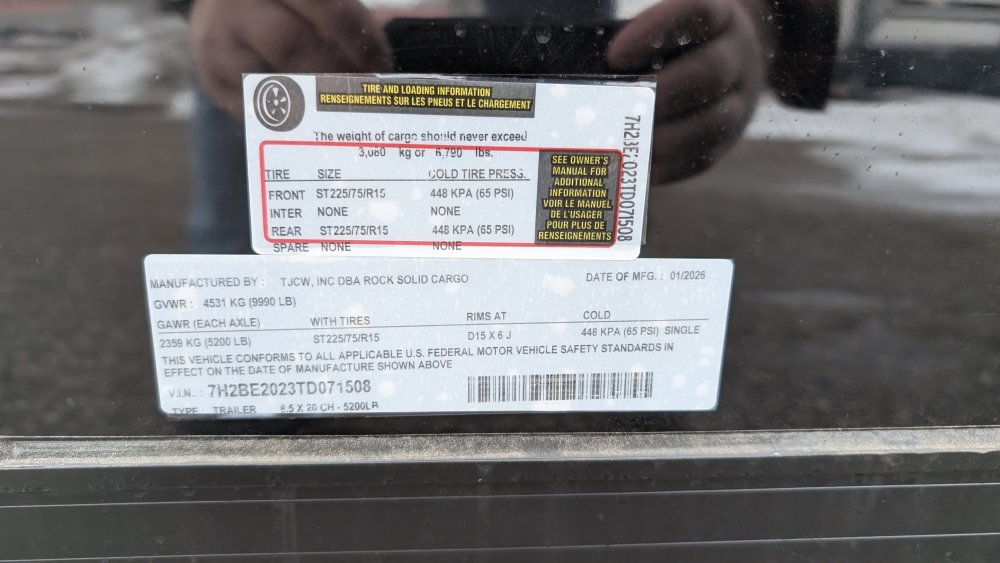 TIRE AND LOADING INFORMATION
RENSEIGNEMENTS SUR LES PNEUS ET LE CHARGEMENT
The weight of cargo should never exceed
3,080 kg or 6,790 lbs.
TIRE SIZE COLD TIRE PRESS.
FRONT ST225/75/R15 448 KPA (65 PSI)
INTER NONE NONE
REAR ST225/75/R15 448 KPA (65 PSI)
SPARE NONE NONE
SEE OWNER'S
MANUAL FOR
ADDITIONAL
INFORMATION
VOIR LE MANUEL
DE L'USAGER
POUR PLUS DE
RENSEIGNEMENTS
MANUFACTURED BY : TJCW, INC DBA ROCK SOLID CARGO DATE OF MFG. : 01/2026
GVWR : 4531 KG (9990 LB)
GAWR (EACH AXLE) WITH TIRES RIMS AT COLD
2359 KG (5200 LB) ST225/75/R15 D15 X 6 J 448 KPA (65 PSI) SINGLE
THIS VEHICLE CONFORMS TO ALL APPLICABLE U.S. FEDERAL MOTOR VEHICLE SAFETY STANDARDS IN
EFFECT ON THE DATE OF MANUFACTURE SHOWN ABOVE
V.I.N.. : 7H2BE2023TD071508
TYPE : TRAILER 8.5 X 20 CH - 5200LB